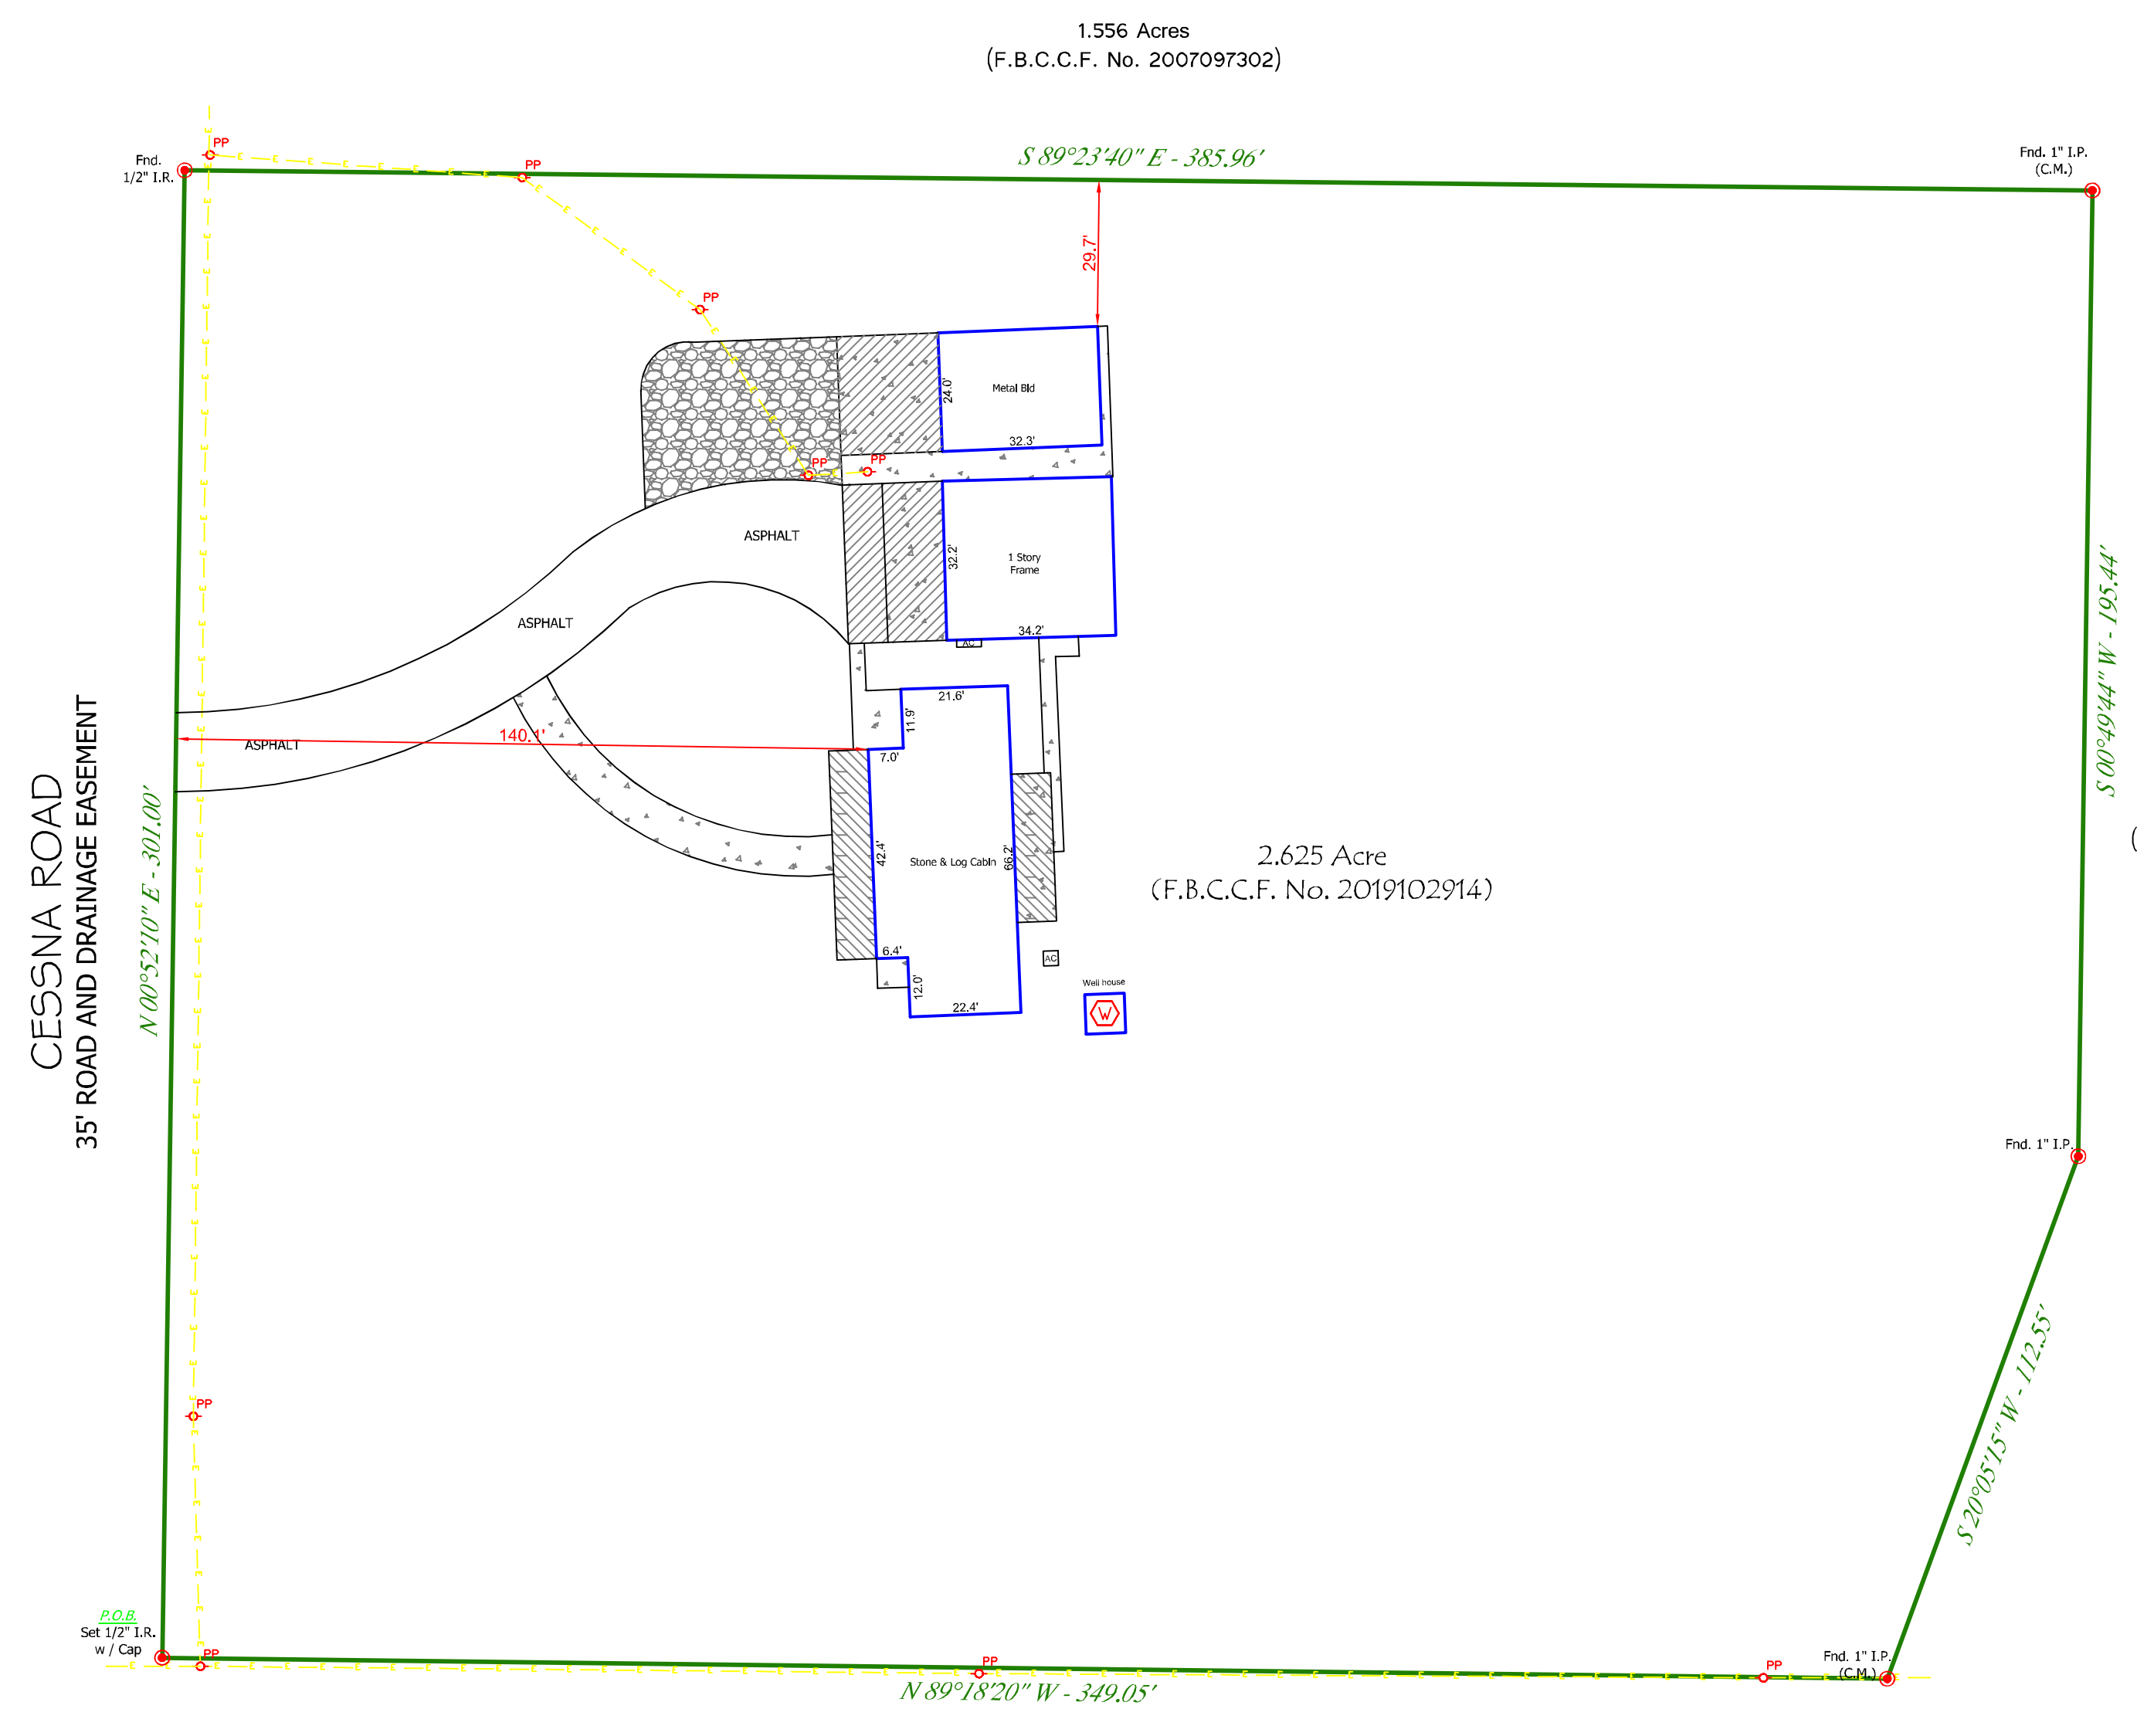 1.556 Acres
(F.B.C.C.F. No. 2007097302)
S 89°23'40" E - 385.96'
Fnd.
1/2" I.R.
PP
PP
Fnd. 1" I.P.
(C.M.)
29.7'
PP
Metal Bld
24.0'
32.3'
PP
PP
ASPHALT
1 Story
Frame
32.2'
34.2'
AC
ASPHALT
S 00°49'44" W - 195.44'
21.6'
11.9'
140.1'
ASPHALT
7.0'
CESSNA ROAD
35' ROAD AND DRAINAGE EASEMENT
N 00°52'10" E - 301.00'
42.4'
Stone & Log Cabin
66.2'
2.625 Acre
(F.B.C.C.F. No. 2019102914)
(
6.4'
AC
12.0'
22.4'
Well house
W
Fnd. 1" I.P.
PP
S 20°05'15" W - 112.55'
P.O.B.
Set 1/2" I.R.
w / Cap
PP
PP
PP
Fnd. 1" I.P.
(C.M.)
N 89°18'20" W - 349.05'